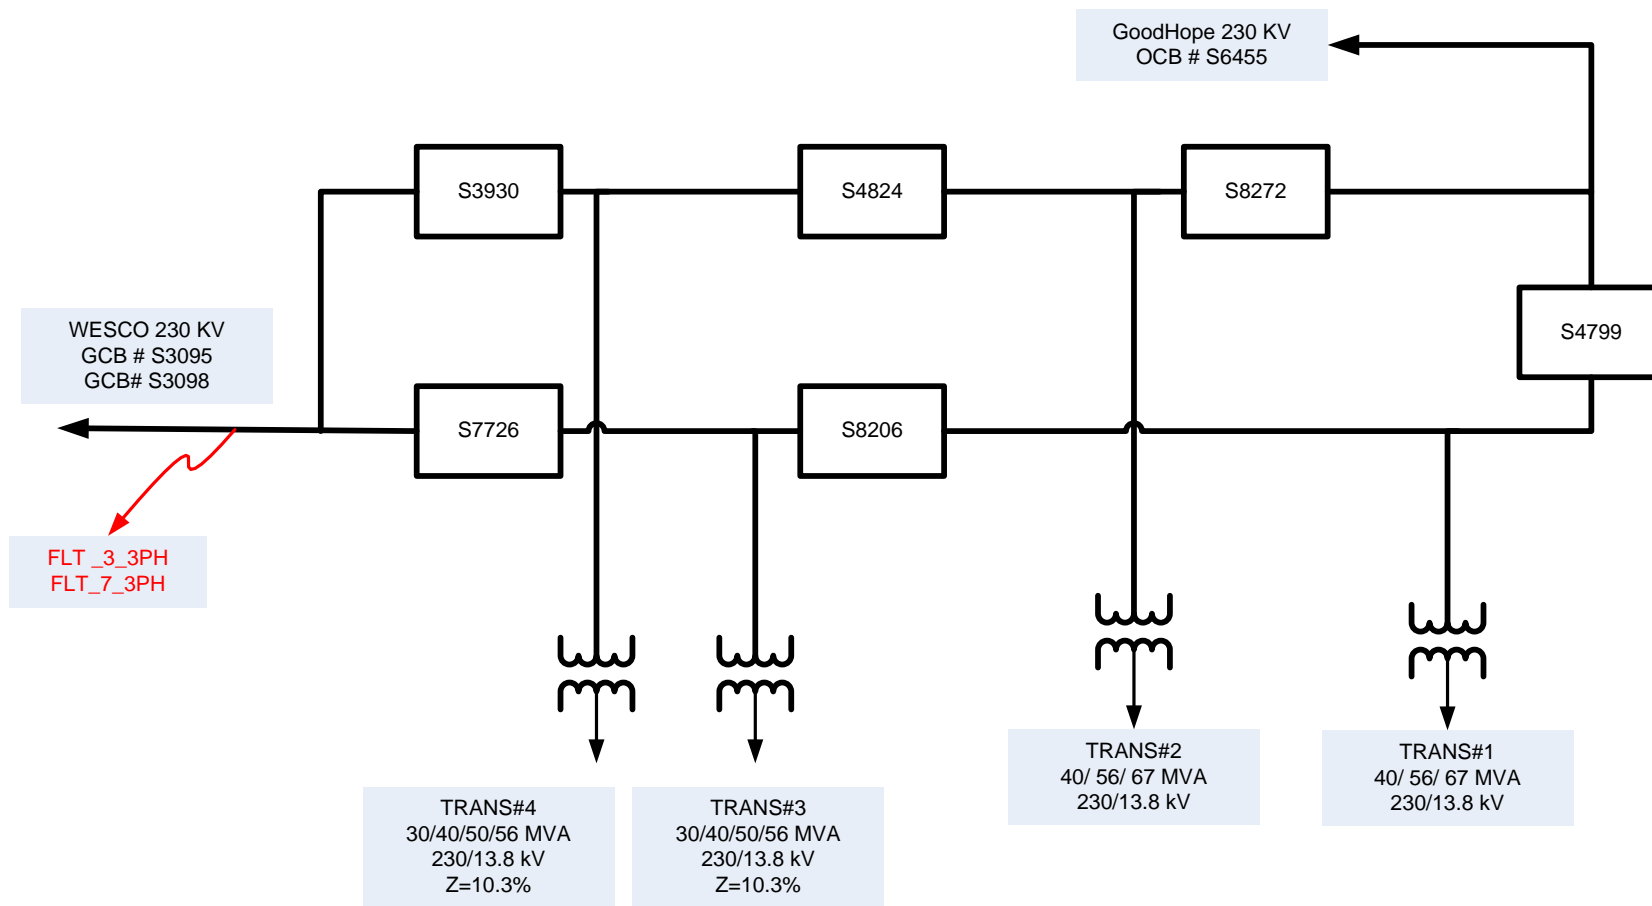 GoodHope 230 KV
OCB # S6455
S3930
S4824
S8272
WESCO 230 KV
GCB # S3095
GCB# S3098
S4799
S7726
S8206
FLT _3_3PH
FLT_7_3PH
TRANS#2
40/ 56/ 67 MVA
230/13.8 kV
TRANS#1
40/ 56/ 67 MVA
230/13.8 kV
TRANS#4
30/40/50/56 MVA
230/13.8 kV
Z=10.3%
TRANS#3
30/40/50/56 MVA
230/13.8 kV
Z=10.3%